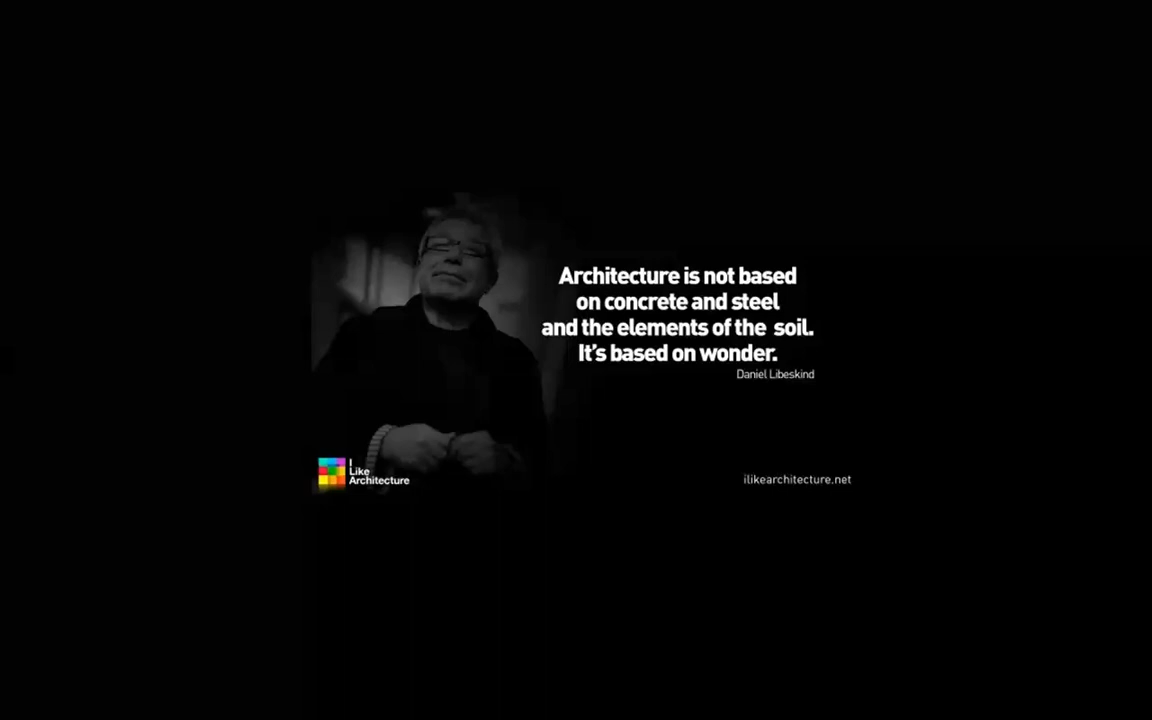 Architecture is not based
on concrete and steel
and the elements of the soil.
It's based on wonder.
Daniel Libeskind
I
Like
Architecture
ilikearchitecture.net